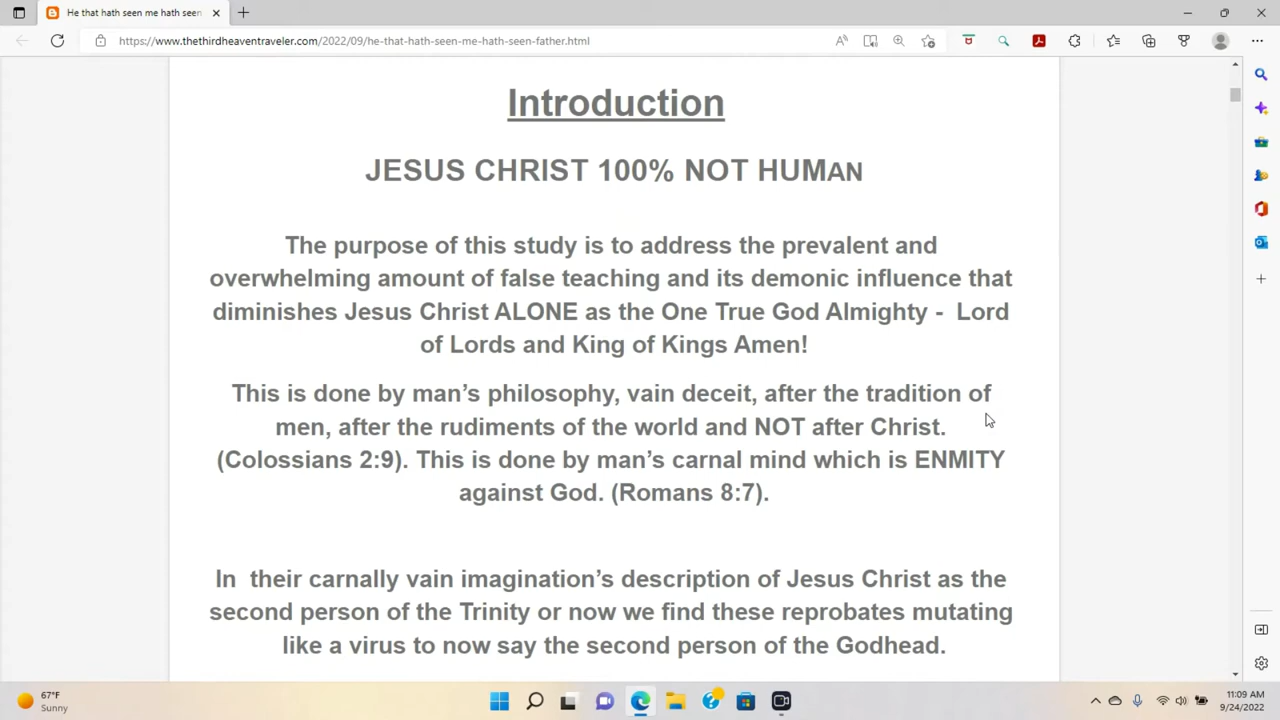 He that hath seen me hath seen
https://www.thethirdheaventraveler.com/2022/09/he-that-hath-seen-me-hath-seen-father.html
Introduction
JESUS CHRIST 100% NOT HUMAN
The purpose of this study is to address the prevalent and
overwhelming amount of false teaching and its demonic influence that
diminishes Jesus Christ ALONE as the One True God Almighty - Lord
of Lords and King of Kings Amen!
This is done by man’s philosophy, vain deceit, after the tradition of
men, after the rudiments of the world and NOT after Christ.
(Colossians 2:9). This is done by man’s carnal mind which is ENMITY
against God. (Romans 8:7).
In their carnally vain imagination’s description of Jesus Christ as the
second person of the Trinity or now we find these reprobates mutating
like a virus to now say the second person of the Godhead.
67°F
Sunny
11:09 AM
9/24/2022